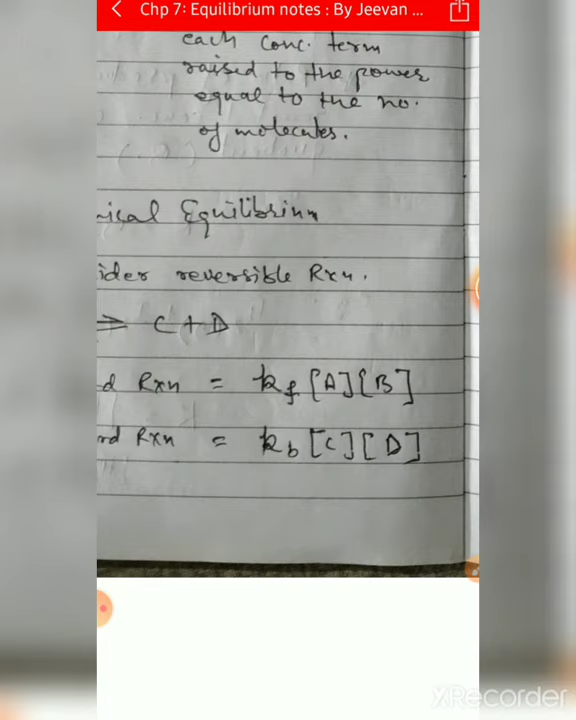 Chp 7: Equilibrium notes : By Jeevan ...
each conc. term
raised to the power
equal to the no.
of molecules.
ical Equilibrium
ider reversible Rxn.
⇌ C + D
d Rxn = kf [A][B]
rd Rxn = kb [C][D]
XRecorder